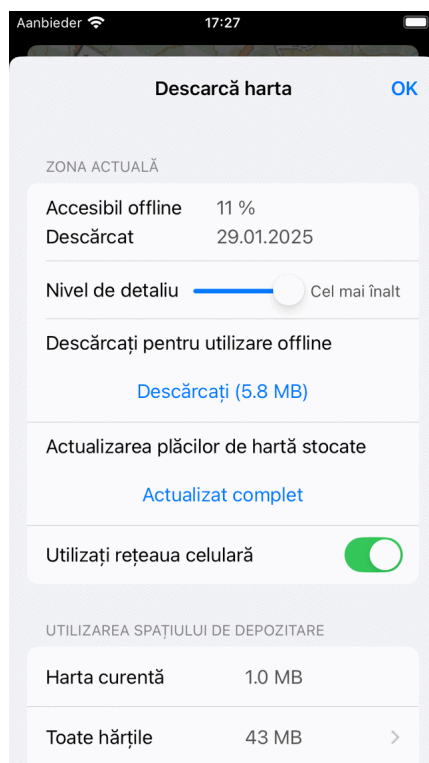 Aanbieder 17:27
Descarcă harta OK
ZONA ACTUALĂ
Accesibil offline 11 %
Descărcat 29.01.2025
Nivel de detaliu Cel mai înalt
Descărcați pentru utilizare offline
Descărcați (5.8 MB)
Actualizarea plăcilor de hartă stocate
Actualizat complet
Utilizați rețeaua celulară
UTILIZAREA SPAȚIULUI DE DEPOZITARE
Harta curentă 1.0 MB
Toate hărțile 43 MB